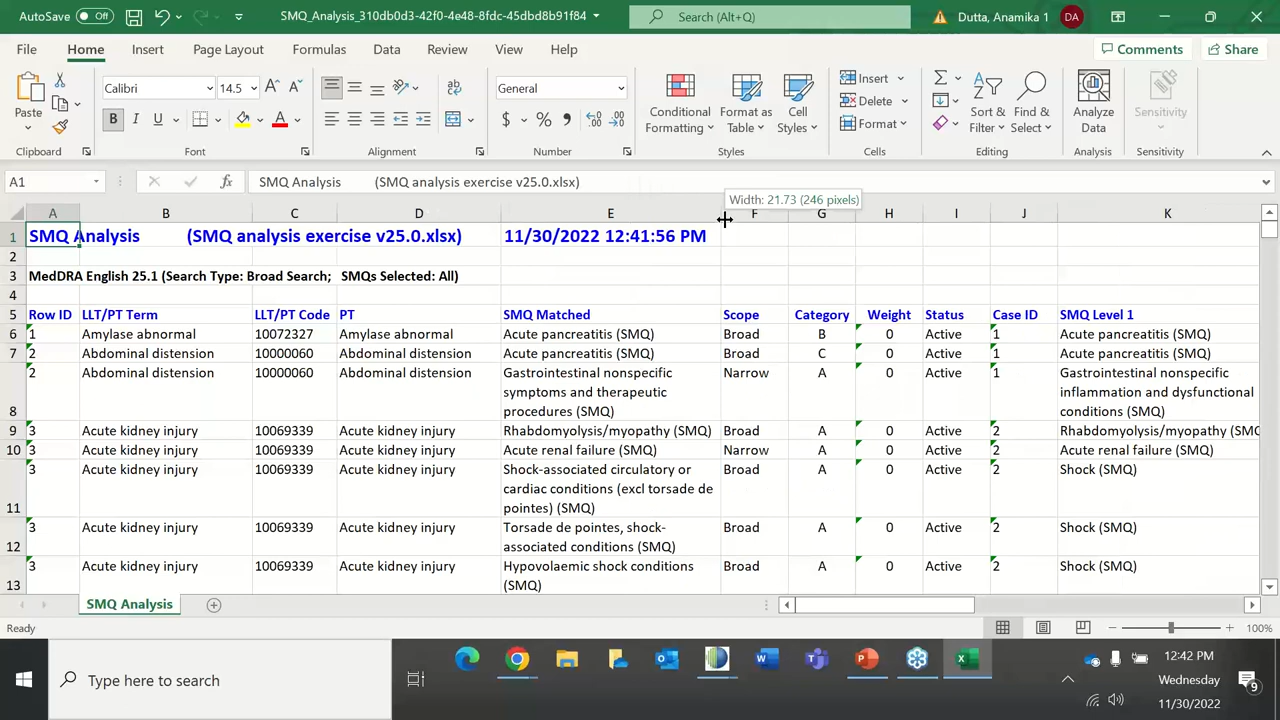 AutoSave Off SMQ_Analysis_310db0d3-42f0-4e48-8fdc-45dbd8b91f84 Search (Alt+Q) Dutta, Anamika 1 DA
File Home Insert Page Layout Formulas Data Review View Help Comments Share
Paste Calibri 14.5 General Conditional Formatting Format as Table Cell Styles Insert Delete Format Sort & Filter Find & Select Analyze Data Sensitivity
Clipboard Font Alignment Number Styles Cells Editing Analysis Sensitivity
A1 fx SMQ Analysis (SMQ analysis exercise v25.0.xlsx)
Width: 21.73 (246 pixels)
A B C D E F G H I J K
1 SMQ Analysis (SMQ analysis exercise v25.0.xlsx) 11/30/2022 12:41:56 PM
2
3 MedDRA English 25.1 (Search Type: Broad Search; SMQs Selected: All)
4
5 Row ID LLT/PT Term LLT/PT Code PT SMQ Matched Scope Category Weight Status Case ID SMQ Level 1
6 1 Amylase abnormal 10072327 Amylase abnormal Acute pancreatitis (SMQ) Broad B 0 Active 1 Acute pancreatitis (SMQ)
7 2 Abdominal distension 10000060 Abdominal distension Acute pancreatitis (SMQ) Broad C 0 Active 1 Acute pancreatitis (SMQ)
2 Abdominal distension 10000060 Abdominal distension Gastrointestinal nonspecific Narrow A 0 Active 1 Gastrointestinal nonspecific
symptoms and therapeutic inflammation and dysfunctional
8 procedures (SMQ) conditions (SMQ)
9 3 Acute kidney injury 10069339 Acute kidney injury Rhabdomyolysis/myopathy (SMQ) Broad A 0 Active 2 Rhabdomyolysis/myopathy (SMQ
10 3 Acute kidney injury 10069339 Acute kidney injury Acute renal failure (SMQ) Narrow A 0 Active 2 Acute renal failure (SMQ)
3 Acute kidney injury 10069339 Acute kidney injury Shock-associated circulatory or Broad A 0 Active 2 Shock (SMQ)
cardiac conditions (excl torsade de
11 pointes) (SMQ)
3 Acute kidney injury 10069339 Acute kidney injury Torsade de pointes, shock- Broad A 0 Active 2 Shock (SMQ)
12 associated conditions (SMQ)
3 Acute kidney injury 10069339 Acute kidney injury Hypovolaemic shock conditions Broad A 0 Active 2 Shock (SMQ)
13 (SMQ)
SMQ Analysis
Ready 100%
Type here to search 12:42 PM
Wednesday
11/30/2022
9